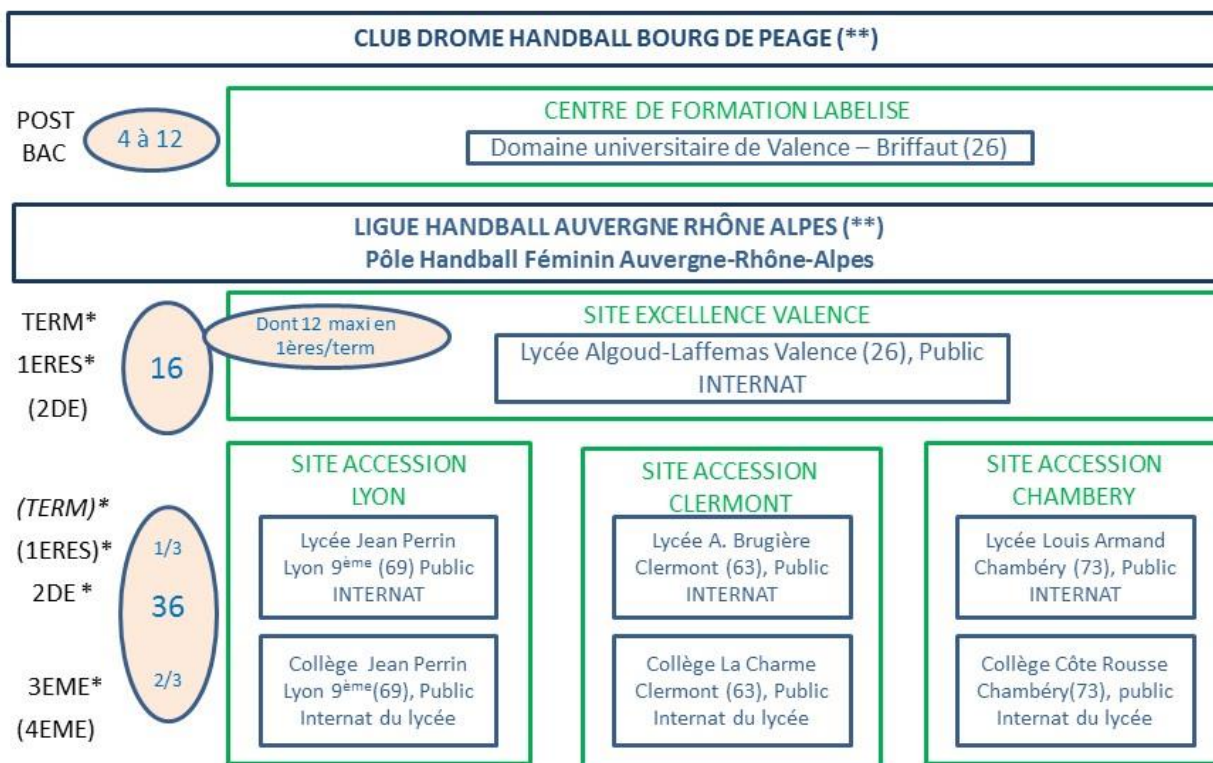 CLUB DROME HANDBALL BOURG DE PEAGE (**)
POST
BAC
4 à 12
CENTRE DE FORMATION LABELISE
Domaine universitaire de Valence – Briffaut (26)
LIGUE HANDBALL AUVERGNE RHÔNE ALPES (**)
Pôle Handball Féminin Auvergne-Rhône-Alpes
TERM*
1ERES*
(2DE)
16
Dont 12 maxi en
1ères/term
SITE EXCELLENCE VALENCE
Lycée Algoud-Laffemas Valence (26), Public
INTERNAT
(TERM)*
(1ERES)*
2DE *
3EME*
(4EME)
1/3
36
2/3
SITE ACCESSION
LYON
Lycée Jean Perrin
Lyon 9ème (69) Public
INTERNAT
Collège Jean Perrin
Lyon 9ème(69), Public
Internat du lycée
SITE ACCESSION
CLERMONT
Lycée A. Brugière
Clermont (63), Public
INTERNAT
Collège La Charme
Clermont (63), Public
Internat du lycée
SITE ACCESSION
CHAMBERY
Lycée Louis Armand
Chambéry (73), Public
INTERNAT
Collège Côte Rousse
Chambéry(73), public
Internat du lycée